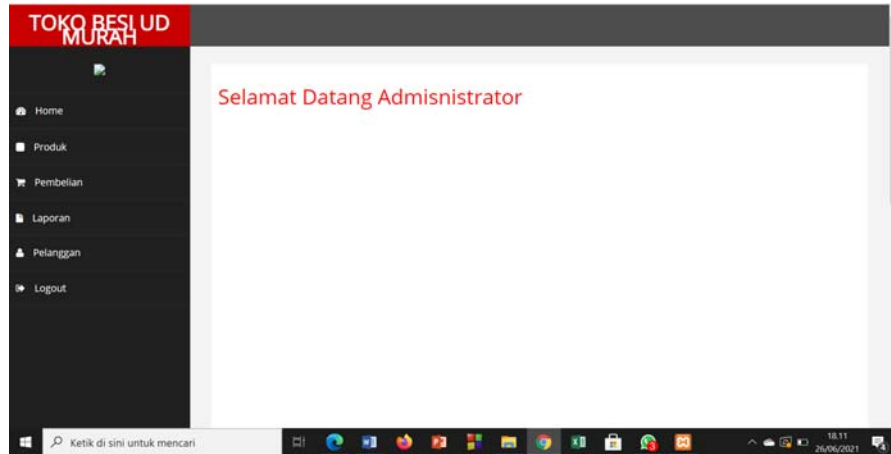 TOKO BESI UD
MURAH
Home
Selamat Datang Admisnistrator
Produk
Pembelian
Laporan
Pelanggan
Logout
Ketik di sini untuk mencari
18.11
26/06/2021